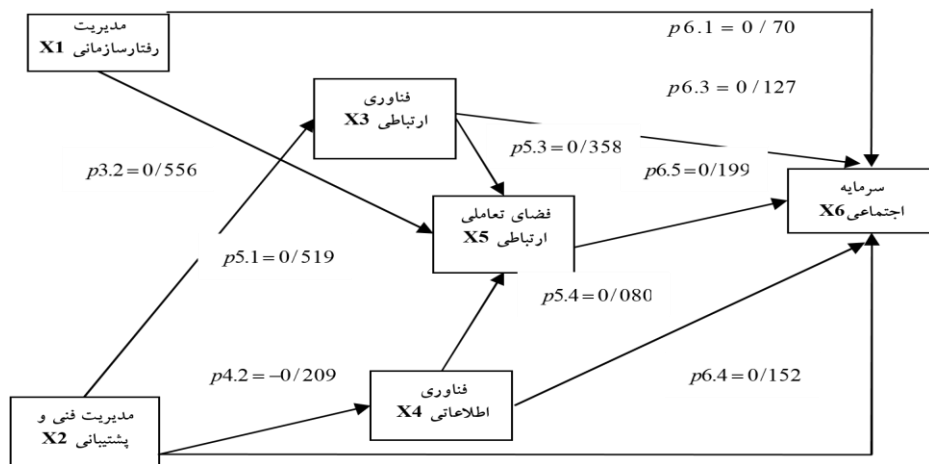 مدیریت
رفتارسازمانی X1
p6.1 = 0 / 70
p6.3 = 0 /127
فناوری
ارتباطی X3
p5.3=0/358
p3.2=0/556
p6.5=0/199
سرمایه
اجتماعی X6
فضای تعاملی
ارتباطی X5
p5.1=0/519
p5.4=0/080
p4.2=-0/209
فناوری
اطلاعاتی X4
p6.4=0/152
مدیریت فنی و
پشتیبانی X2